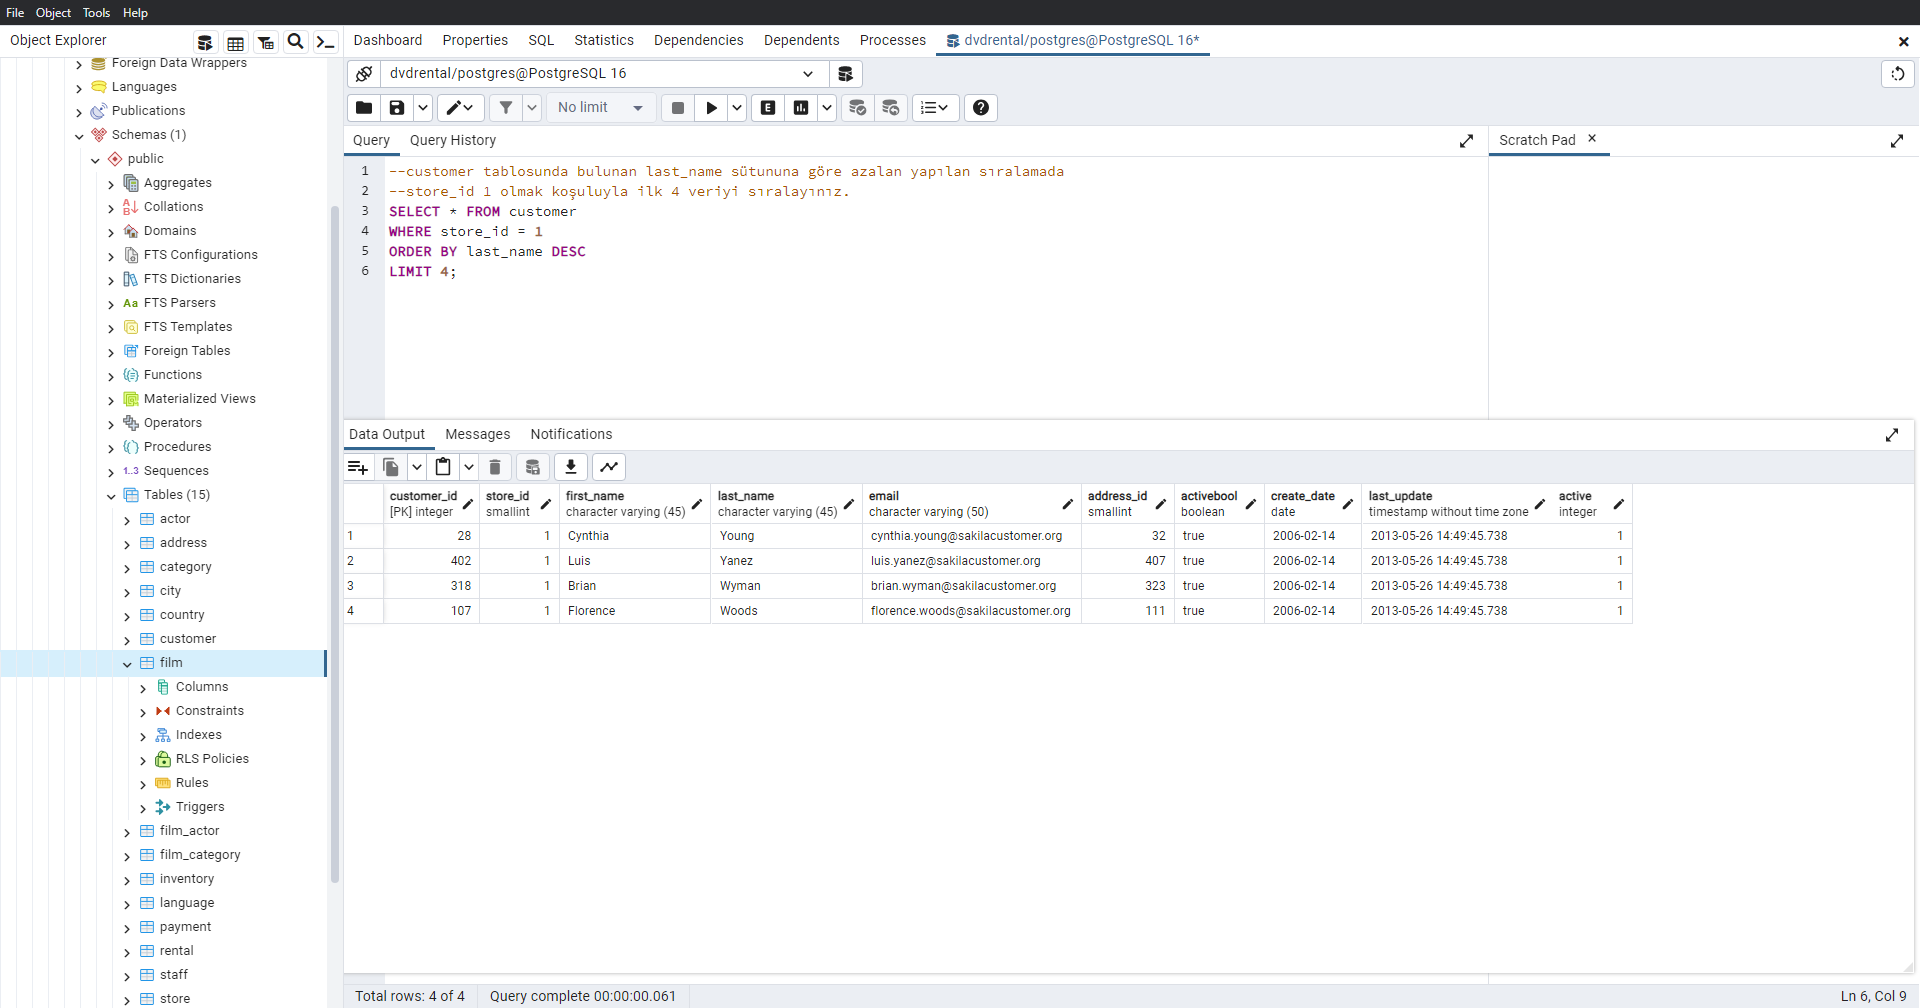 File Object Tools Help
Object Explorer
Foreign Data Wrappers
Languages
Publications
Schemas (1)
public
Aggregates
Collations
Domains
FTS Configurations
FTS Dictionaries
Aa FTS Parsers
FTS Templates
Foreign Tables
Functions
Materialized Views
Operators
Procedures
1..3 Sequences
Tables (15)
actor
address
category
city
country
customer
film
Columns
Constraints
Indexes
RLS Policies
Rules
Triggers
film_actor
film_category
inventory
language
payment
rental
staff
store
Dashboard Properties SQL Statistics Dependencies Dependents Processes dvdrental/postgres@PostgreSQL 16*
dvdrental/postgres@PostgreSQL 16
No limit E
Query Query History
Scratch Pad
1 --customer tablosunda bulunan last_name sütununa göre azalan yapılan sıralamada
2 --store_id 1 olmak koşuluyla ilk 4 veriyi sıralayınız.
3 SELECT * FROM customer
4 WHERE store_id = 1
5 ORDER BY last_name DESC
6 LIMIT 4;
Data Output Messages Notifications
customer_id store_id first_name last_name email address_id activebool create_date last_update active
[PK] integer smallint character varying (45) character varying (45) character varying (50) smallint boolean date timestamp without time zone integer
1 28 1 Cynthia Young cynthia.young@sakilacustomer.org 32 true 2006-02-14 2013-05-26 14:49:45.738 1
2 402 1 Luis Yanez luis.yanez@sakilacustomer.org 407 true 2006-02-14 2013-05-26 14:49:45.738 1
3 318 1 Brian Wyman brian.wyman@sakilacustomer.org 323 true 2006-02-14 2013-05-26 14:49:45.738 1
4 107 1 Florence Woods florence.woods@sakilacustomer.org 111 true 2006-02-14 2013-05-26 14:49:45.738 1
Total rows: 4 of 4 Query complete 00:00:00.061 Ln 6, Col 9